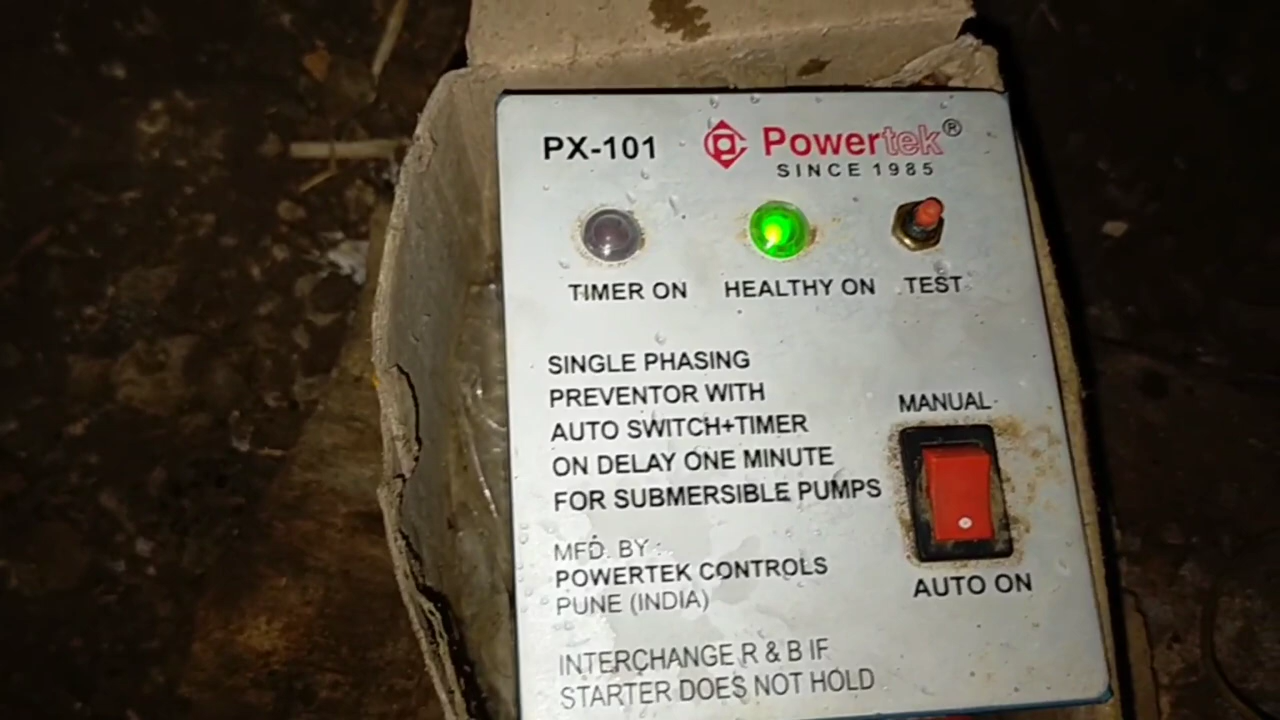 PX-101
Powertek®
SINCE 1985
TIMER ON
HEALTHY ON
TEST
SINGLE PHASING
PREVENTOR WITH
AUTO SWITCH+TIMER
ON DELAY ONE MINUTE
FOR SUBMERSIBLE PUMPS
MANUAL
AUTO ON
MFD. BY :
POWERTEK CONTROLS
PUNE (INDIA)
INTERCHANGE R & B IF
STARTER DOES NOT HOLD